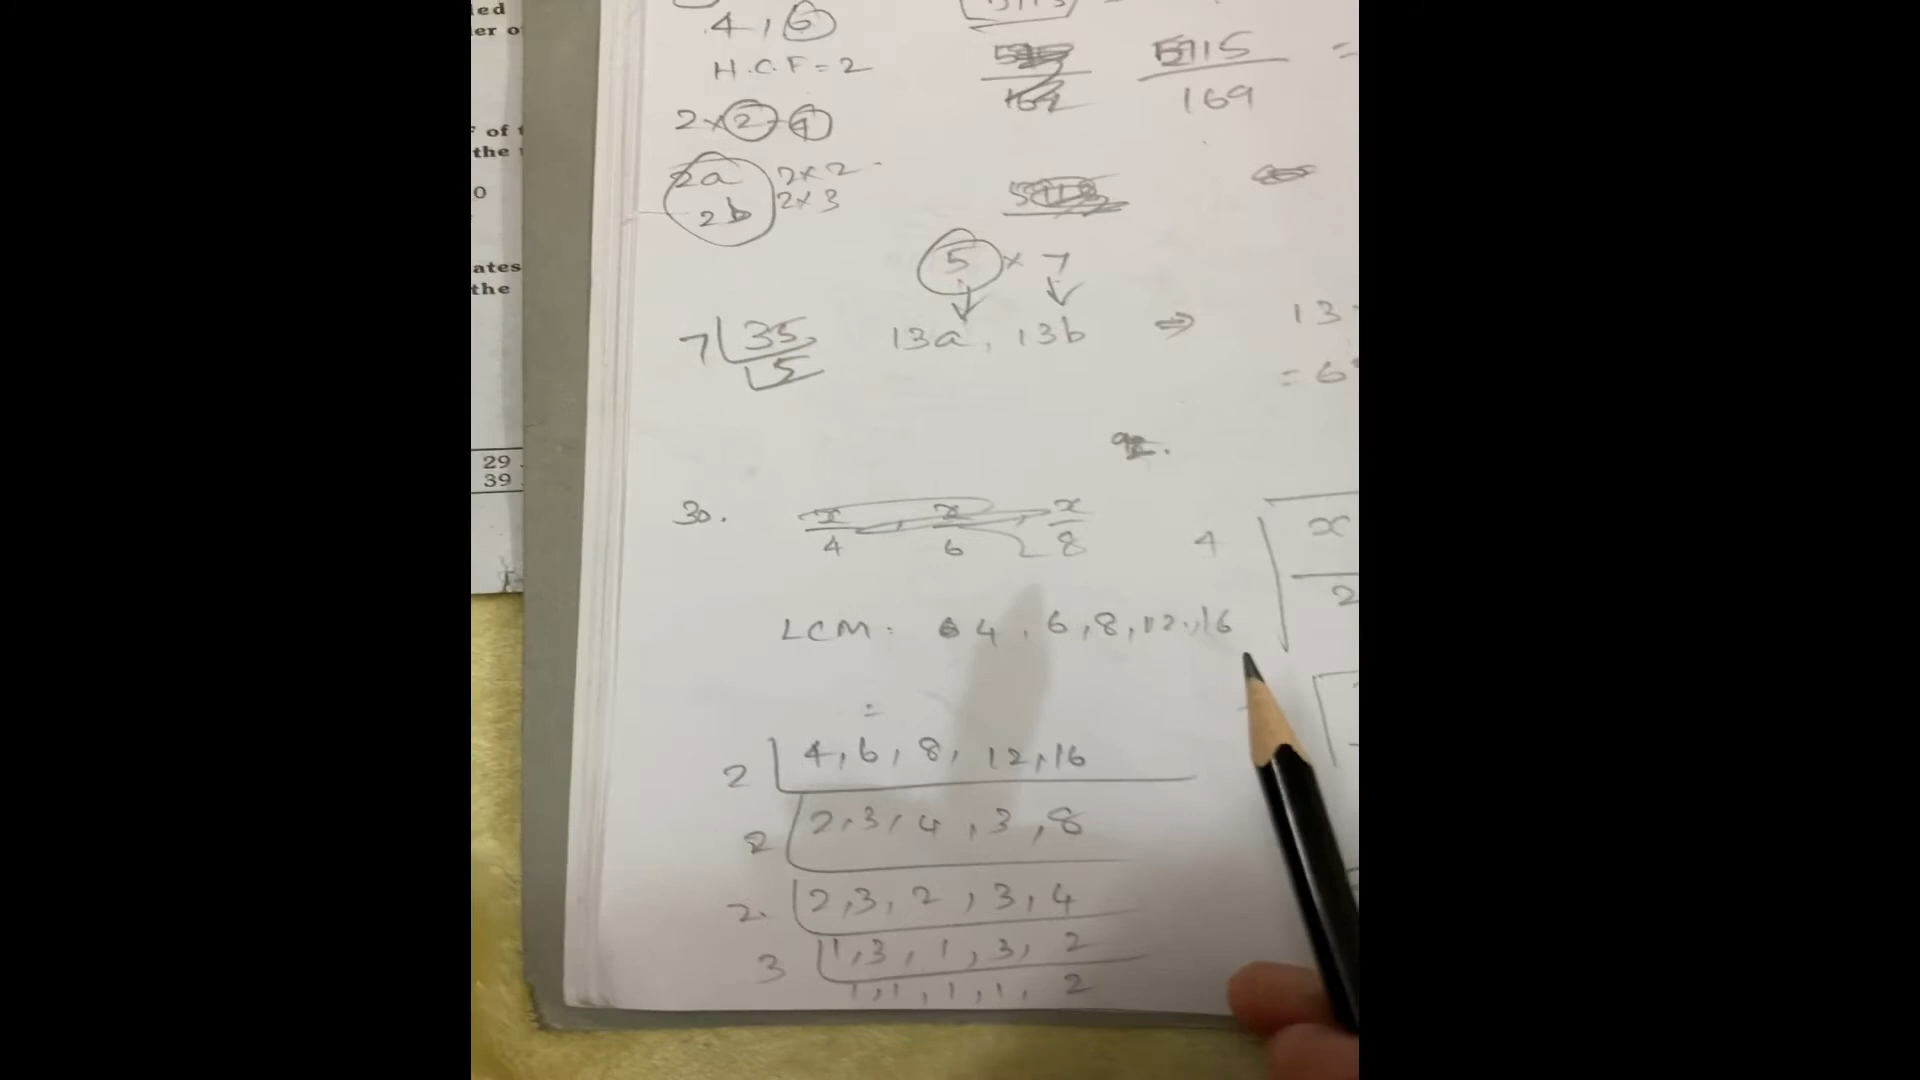 ed
er o
4, 6
H.C.F = 2
5915
169
=
2 × 2 = 4
of t
the
2a 2×2
2b 2×3
0
5 × 7
ates
the
7 35
5
13a, 13b ⇒ 13
= 6
29
39
30. x/4, x/6, x/8
4 x
2
LCM: 4, 6, 8, 12, 16
=
2 4, 6, 8, 12, 16
2 2, 3, 4, 3, 8
2 2, 3, 2, 3, 4
3 1, 3, 1, 3, 2
1, 1, 1, 1, 2